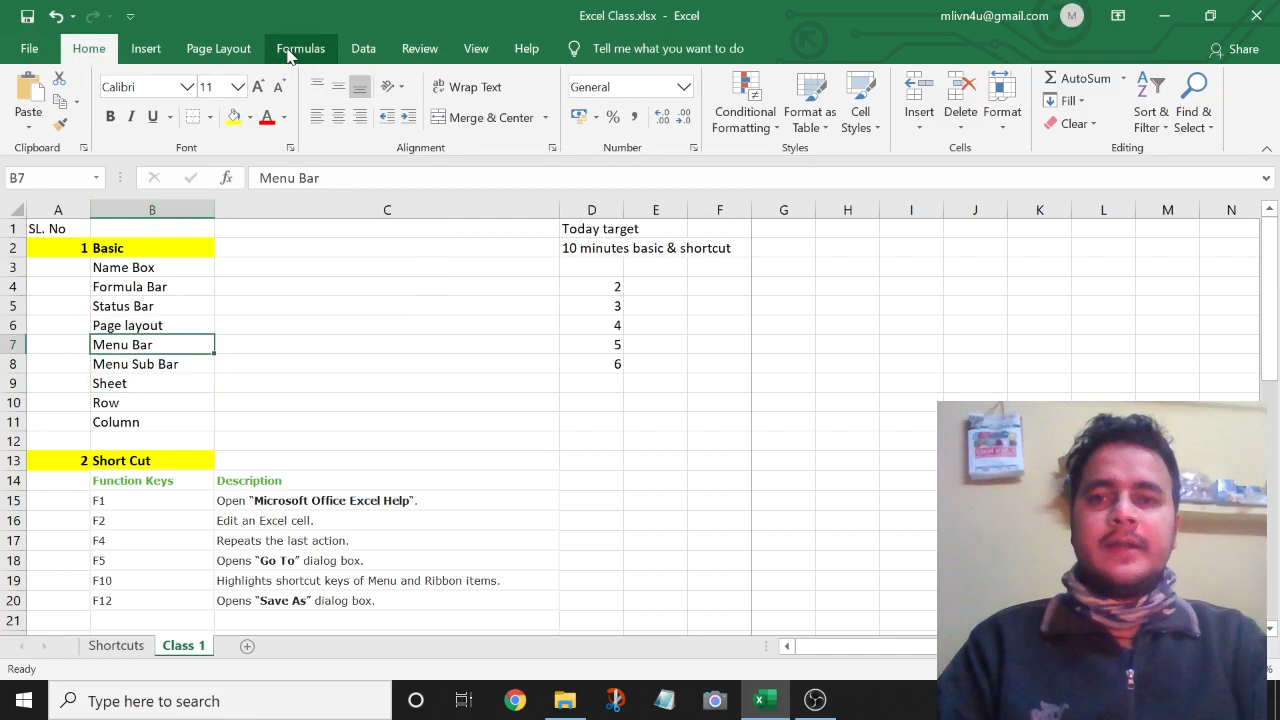 Excel Class.xlsx - Excel
mlivn4u@gmail.com M
File Home Insert Page Layout Formulas Data Review View Help Tell me what you want to do Share
Paste
Calibri 11
B I U
Wrap Text
Merge & Center
General
Conditional Formatting
Format as Table
Cell Styles
Insert Delete Format
AutoSum
Fill
Clear
Sort & Filter
Find & Select
Clipboard Font Alignment Number Styles Cells Editing
B7 fx Menu Bar
A B C D E F G H I J K L M N
1 SL. No Today target
2 1 Basic 10 minutes basic & shortcut
3 Name Box
4 Formula Bar 2
5 Status Bar 3
6 Page layout 4
7 Menu Bar 5
8 Menu Sub Bar 6
9 Sheet
10 Row
11 Column
12
13 2 Short Cut
14 Function Keys Description
15 F1 Open "Microsoft Office Excel Help".
16 F2 Edit an Excel cell.
17 F4 Repeats the last action.
18 F5 Opens "Go To" dialog box.
19 F10 Highlights shortcut keys of Menu and Ribbon items.
20 F12 Opens "Save As" dialog box.
21
Shortcuts Class 1
Ready %
Type here to search